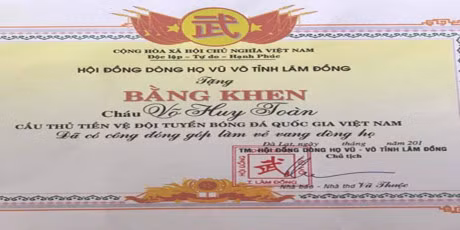 武
CỘNG HÒA XÃ HỘI CHỦ NGHĨA VIỆT NAM
Độc lập - Tự do - Hạnh Phúc
HỘI ĐỒNG DÒNG HỌ VŨ VÕ TỈNH LÂM ĐỒNG
Tặng
BẰNG KHEN
Cháu Võ Huy Toàn
CẦU THỦ TIỀN VỆ ĐỘI TUYỂN BÓNG ĐÁ QUỐC GIA VIỆT NAM
Đã có công đóng góp làm vẻ vang dòng họ
Đà Lạt, ngày tháng năm 201
TM. HỘI ĐỒNG DÒNG HỌ VŨ - VÕ TỈNH LÂM ĐỒNG
Chủ tịch
武
T. LÂM ĐỒNG
Nhà báo - Nhà thơ Vũ Thuộc